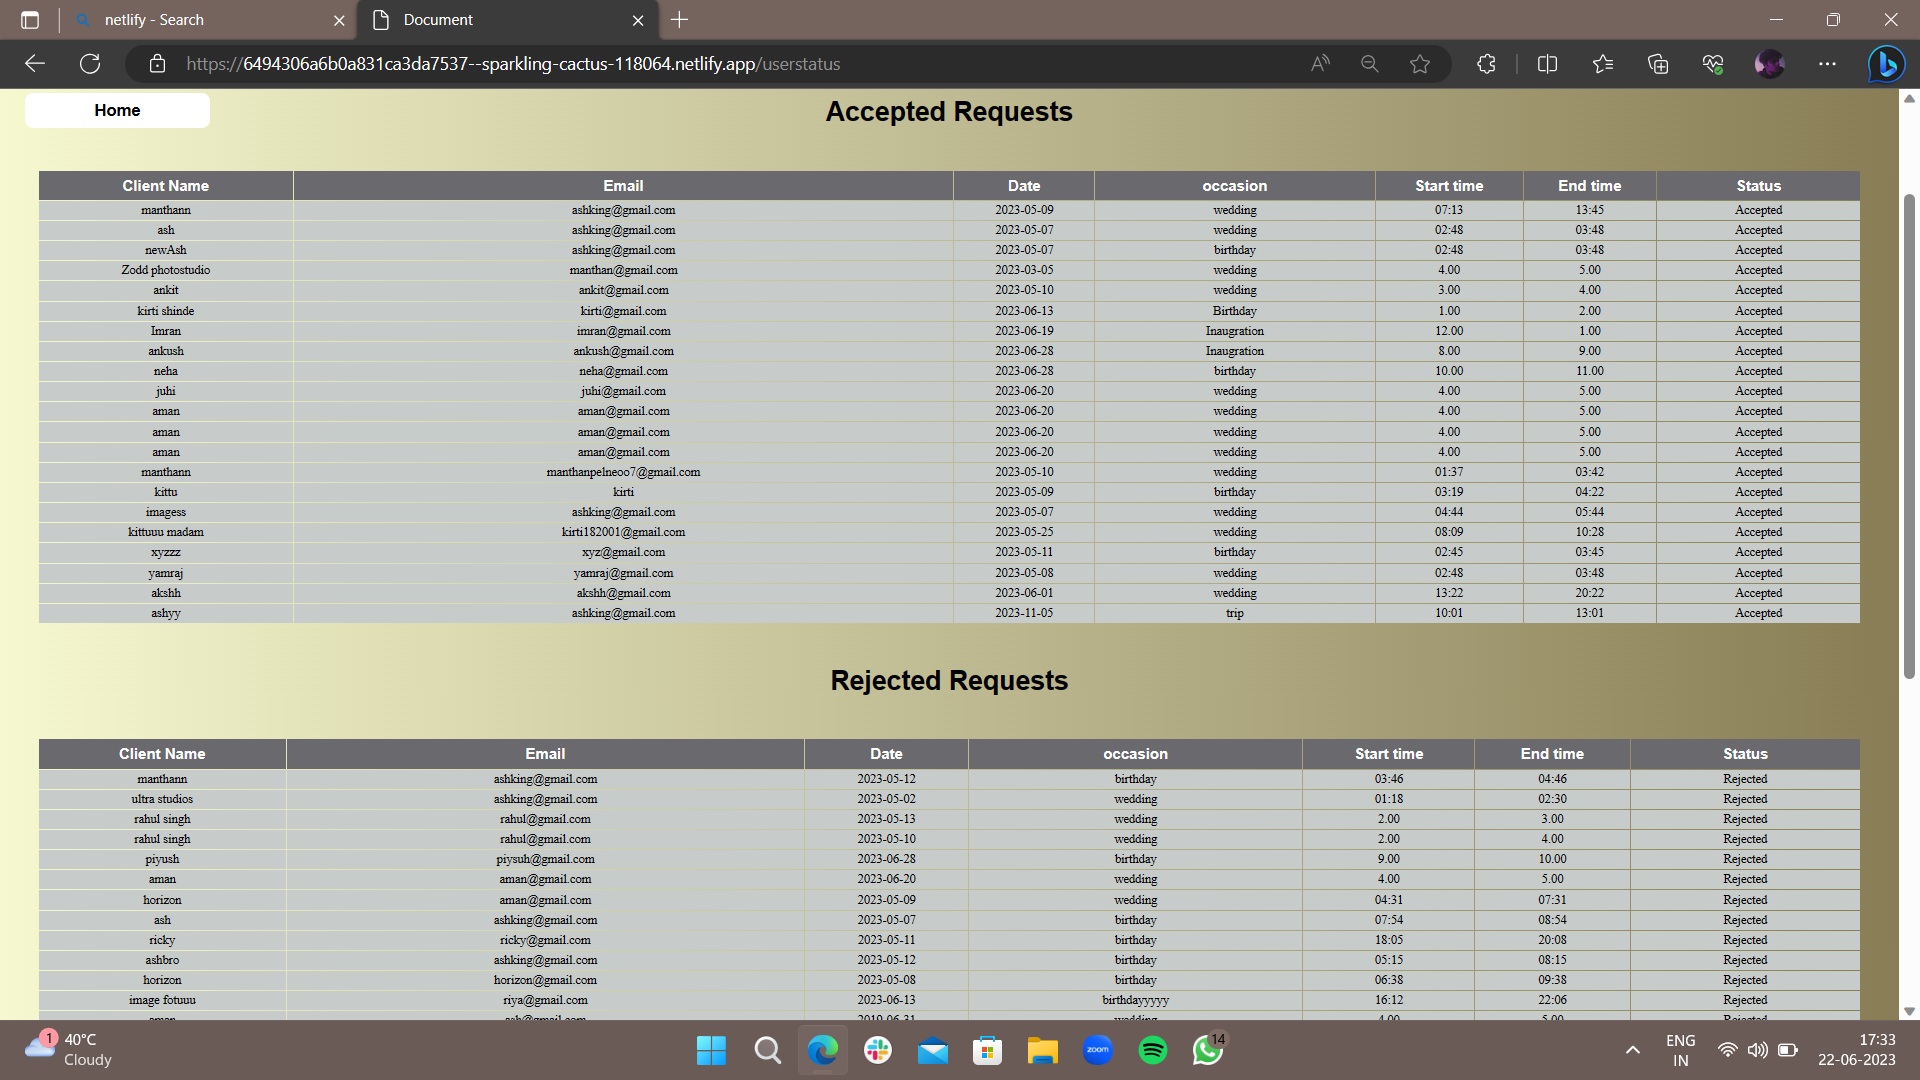 netlify - Search
Document
https://6494306a6b0a831ca3da7537--sparkling-cactus-118064.netlify.app/userstatus
Home
Accepted Requests
Client Name Email Date occasion Start time End time Status
manthann ashking@gmail.com 2023-05-09 wedding 07:13 13:45 Accepted
ash ashking@gmail.com 2023-05-07 wedding 02:48 03:48 Accepted
newAsh ashking@gmail.com 2023-05-07 birthday 02:48 03:48 Accepted
Zodd photostudio manthan@gmail.com 2023-03-05 wedding 4.00 5.00 Accepted
ankit ankit@gmail.com 2023-05-10 wedding 3.00 4.00 Accepted
kirti shinde kirti@gmail.com 2023-06-13 Birthday 1.00 2.00 Accepted
Imran imran@gmail.com 2023-06-19 Inaugration 12.00 1.00 Accepted
ankush ankush@gmail.com 2023-06-28 Inaugration 8.00 9.00 Accepted
neha neha@gmail.com 2023-06-28 birthday 10.00 11.00 Accepted
juhi juhi@gmail.com 2023-06-20 wedding 4.00 5.00 Accepted
aman aman@gmail.com 2023-06-20 wedding 4.00 5.00 Accepted
aman aman@gmail.com 2023-06-20 wedding 4.00 5.00 Accepted
aman aman@gmail.com 2023-06-20 wedding 4.00 5.00 Accepted
manthann manthanpelneoo7@gmail.com 2023-05-10 wedding 01:37 03:42 Accepted
kittu kirti 2023-05-09 birthday 03:19 04:22 Accepted
imagess ashking@gmail.com 2023-05-07 wedding 04:44 05:44 Accepted
kittuuu madam kirti182001@gmail.com 2023-05-25 wedding 08:09 10:28 Accepted
xyzzz xyz@gmail.com 2023-05-11 birthday 02:45 03:45 Accepted
yamraj yamraj@gmail.com 2023-05-08 wedding 02:48 03:48 Accepted
akshh akshh@gmail.com 2023-06-01 wedding 13:22 20:22 Accepted
ashyy ashking@gmail.com 2023-11-05 trip 10:01 13:01 Accepted
Rejected Requests
Client Name Email Date occasion Start time End time Status
manthann ashking@gmail.com 2023-05-12 birthday 03:46 04:46 Rejected
ultra studios ashking@gmail.com 2023-05-02 wedding 01:18 02:30 Rejected
rahul singh rahul@gmail.com 2023-05-13 wedding 2.00 3.00 Rejected
rahul singh rahul@gmail.com 2023-05-10 wedding 2.00 4.00 Rejected
piyush piysuh@gmail.com 2023-06-28 birthday 9.00 10.00 Rejected
aman aman@gmail.com 2023-06-20 wedding 4.00 5.00 Rejected
horizon aman@gmail.com 2023-05-09 wedding 04:31 07:31 Rejected
ash ashking@gmail.com 2023-05-07 birthday 07:54 08:54 Rejected
ricky ricky@gmail.com 2023-05-11 birthday 18:05 20:08 Rejected
ashbro ashking@gmail.com 2023-05-12 birthday 05:15 08:15 Rejected
horizon horizon@gmail.com 2023-05-08 birthday 06:38 09:38 Rejected
image fotuuu riya@gmail.com 2023-06-13 birthdayyyyy 16:12 22:06 Rejected
aman ash@gmail.com 2019-06-31 wedding 4.00 5.00 Rejected
1
40°C
Cloudy
zoom
14
ENG
IN
17:33
22-06-2023